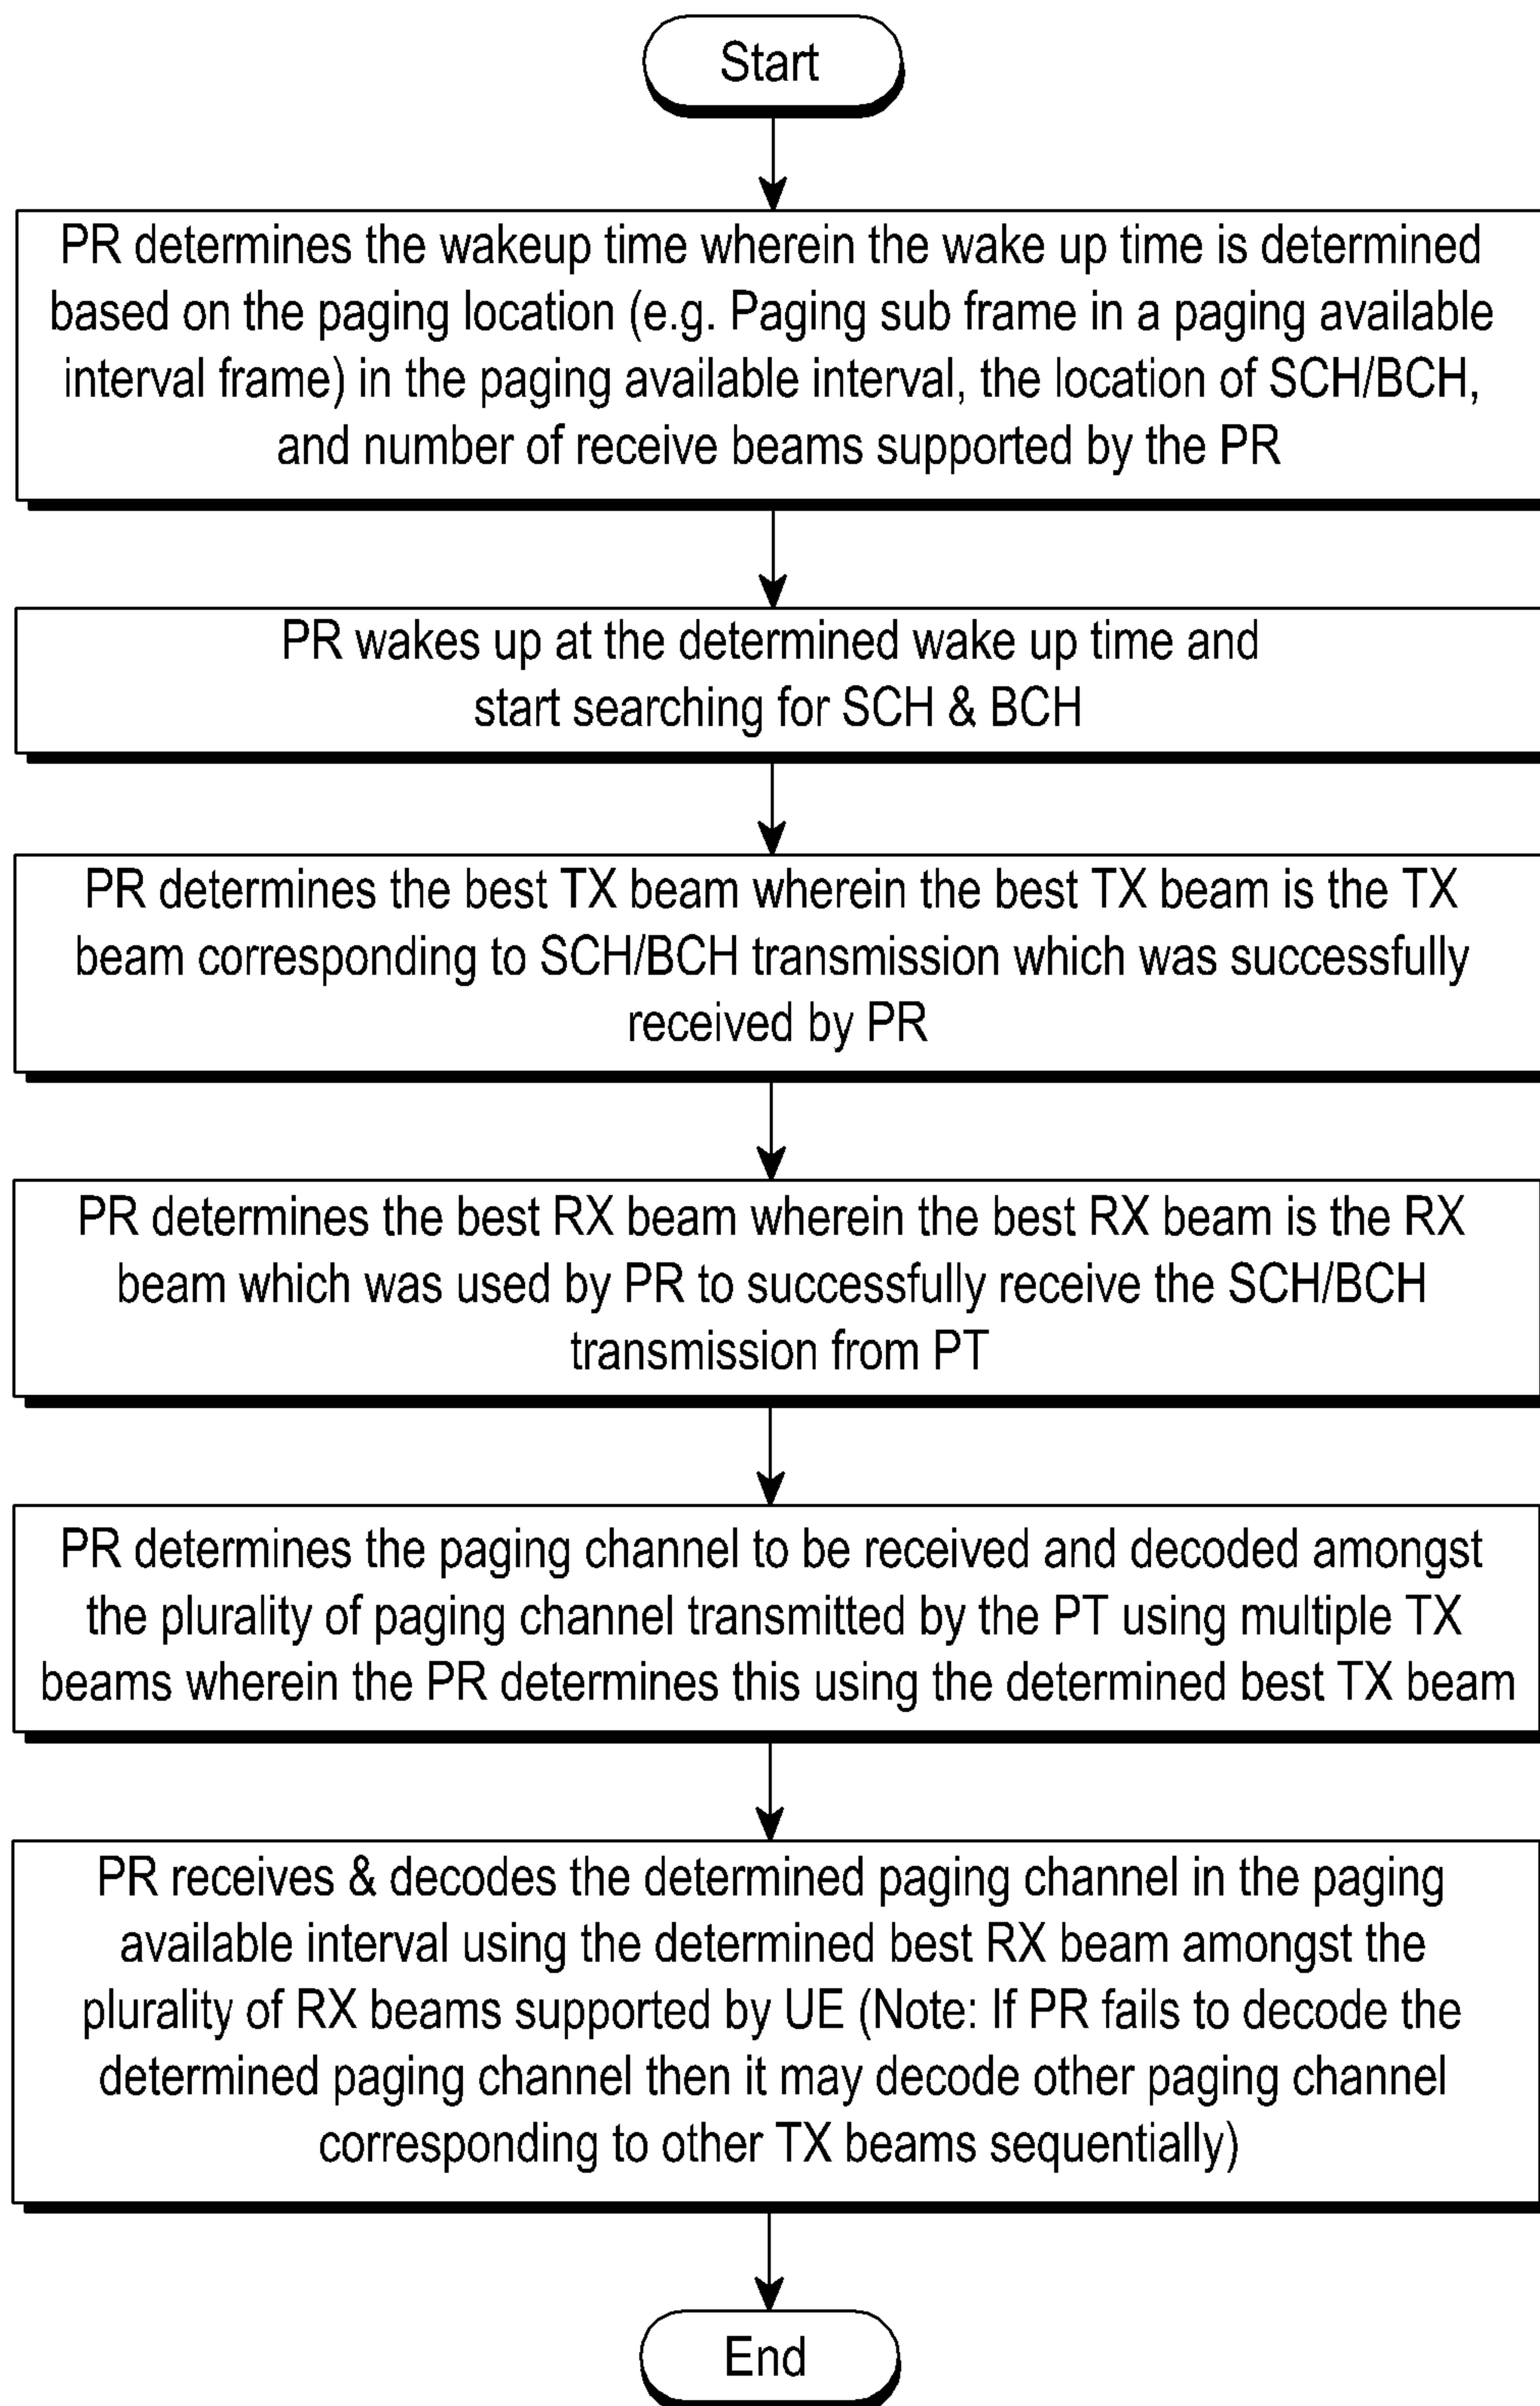 Start
PR determines the wakeup time wherein the wake up time is determined
based on the paging location (e.g. Paging sub frame in a paging available
interval frame) in the paging available interval, the location of SCH/BCH,
and number of receive beams supported by the PR
PR wakes up at the determined wake up time and
start searching for SCH & BCH
PR determines the best TX beam wherein the best TX beam is the TX
beam corresponding to SCH/BCH transmission which was successfully
received by PR
PR determines the best RX beam wherein the best RX beam is the RX
beam which was used by PR to successfully receive the SCH/BCH
transmission from PT
PR determines the paging channel to be received and decoded amongst
the plurality of paging channel transmitted by the PT using multiple TX
beams wherein the PR determines this using the determined best TX beam
PR receives & decodes the determined paging channel in the paging
available interval using the determined best RX beam amongst the
plurality of RX beams supported by UE (Note: If PR fails to decode the
determined paging channel then it may decode other paging channel
corresponding to other TX beams sequentially)
End